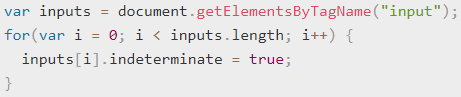 var inputs = document.getElementsByTagName("input");
for(var i = 0; i < inputs.length; i++) {
  inputs[i].indeterminate = true;
}